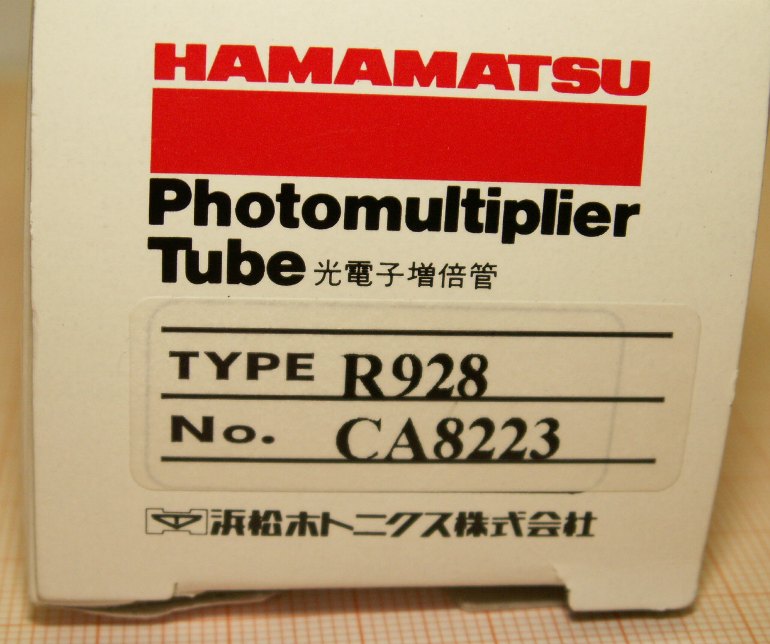 HAMAMATSU
Photomultiplier
Tube 光電子増倍管
TYPE R928
No. CA8223
浜松ホトニクス株式会社